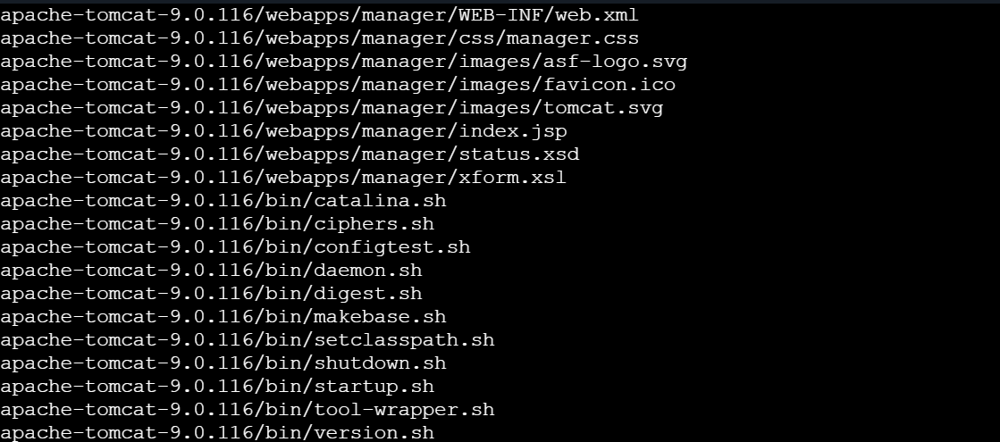 apache-tomcat-9.0.116/webapps/manager/WEB-INF/web.xml
apache-tomcat-9.0.116/webapps/manager/css/manager.css
apache-tomcat-9.0.116/webapps/manager/images/asf-logo.svg
apache-tomcat-9.0.116/webapps/manager/images/favicon.ico
apache-tomcat-9.0.116/webapps/manager/images/tomcat.svg
apache-tomcat-9.0.116/webapps/manager/index.jsp
apache-tomcat-9.0.116/webapps/manager/status.xsd
apache-tomcat-9.0.116/webapps/manager/xform.xsl
apache-tomcat-9.0.116/bin/catalina.sh
apache-tomcat-9.0.116/bin/ciphers.sh
apache-tomcat-9.0.116/bin/configtest.sh
apache-tomcat-9.0.116/bin/daemon.sh
apache-tomcat-9.0.116/bin/digest.sh
apache-tomcat-9.0.116/bin/makebase.sh
apache-tomcat-9.0.116/bin/setclasspath.sh
apache-tomcat-9.0.116/bin/shutdown.sh
apache-tomcat-9.0.116/bin/startup.sh
apache-tomcat-9.0.116/bin/tool-wrapper.sh
apache-tomcat-9.0.116/bin/version.sh